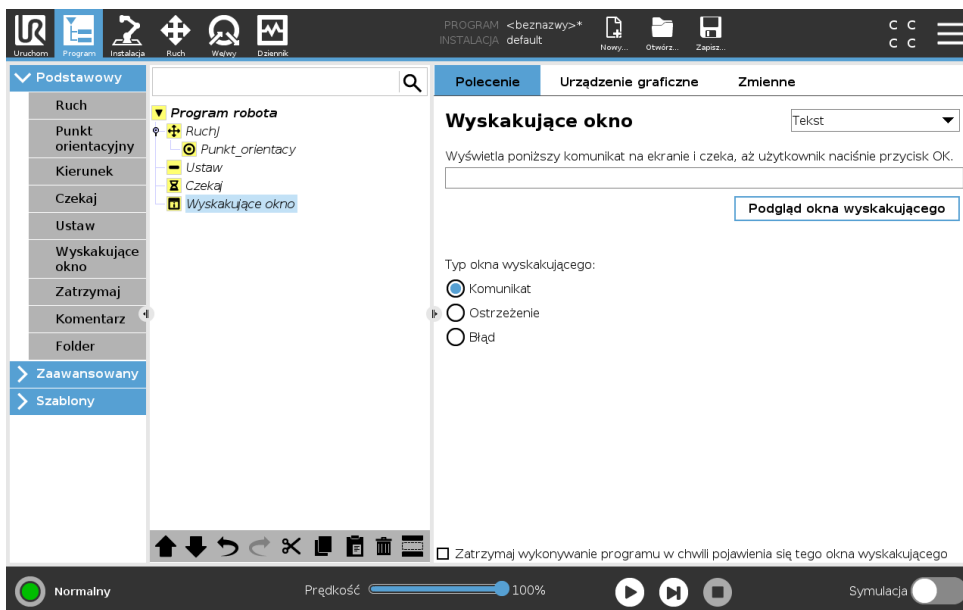 PROGRAM <beznazwy>*
INSTALACJA default
Uruchom
Program
Instalacja
Ruch
We/wy
Dziennik
Nowy...
Otwórz...
Zapisz...
C C
C C
Podstawowy
Ruch
Punkt
orientacyjny
Kierunek
Czekaj
Ustaw
Wyskakujące
okno
Zatrzymaj
Komentarz
Folder
Zaawansowany
Szablony
Program robota
RuchJ
Punkt_orientacy
Ustaw
Czekaj
Wyskakujące okno
Polecenie
Urządzenie graficzne
Zmienne
Wyskakujące okno
Tekst
Wyświetla poniższy komunikat na ekranie i czeka, aż użytkownik naciśnie przycisk OK.
Podgląd okna wyskakującego
Typ okna wyskakującego:
Komunikat
Ostrzeżenie
Błąd
Zatrzymaj wykonywanie programu w chwili pojawienia się tego okna wyskakującego
Normalny
Prędkość
100%
Symulacja